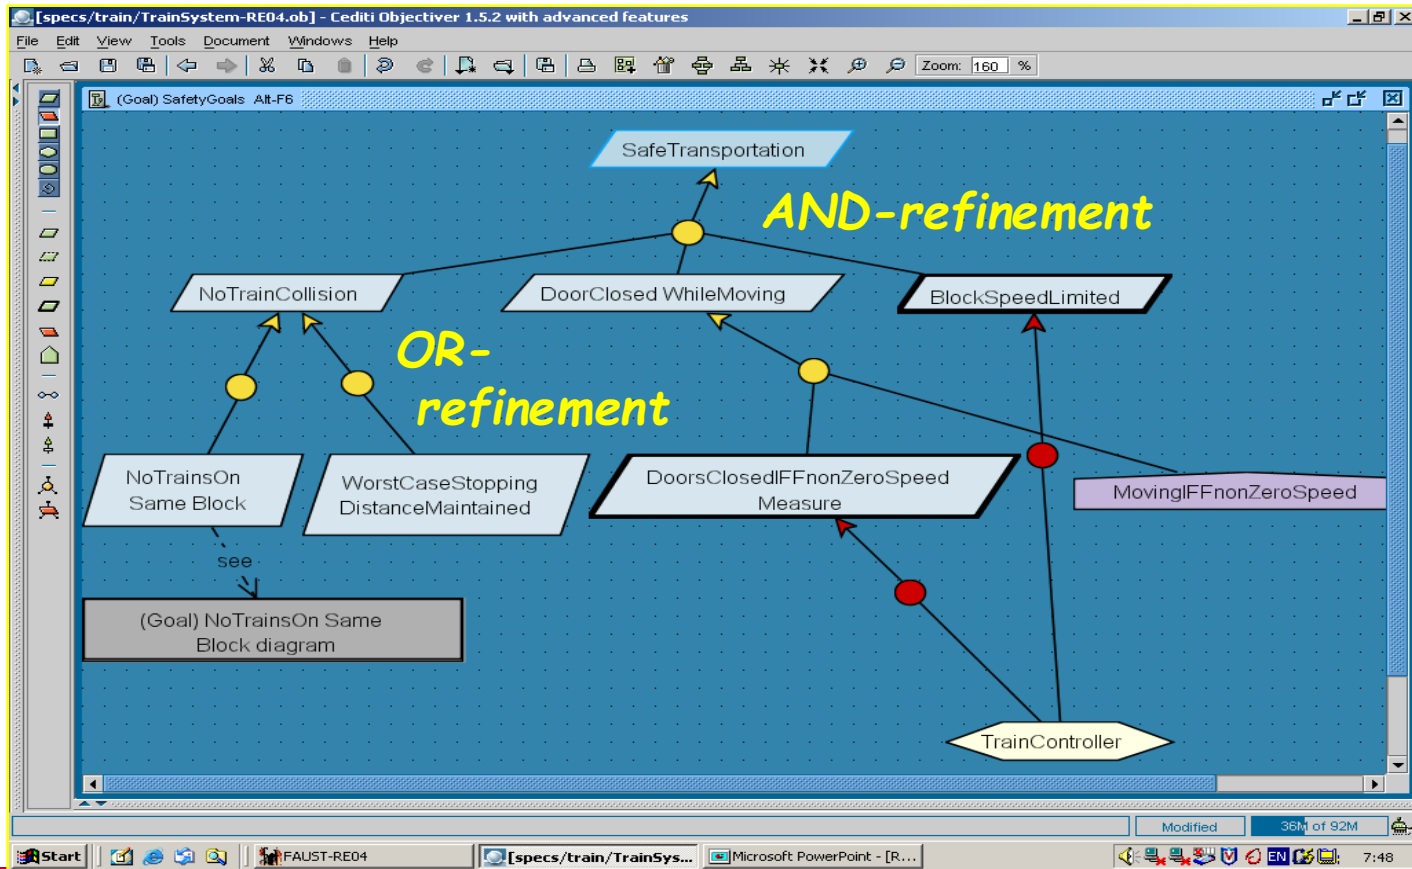 [specs/train/TrainSystem-RE04.ob] - Cediti Objectiver 1.5.2 with advanced features
File Edit View Tools Document Windows Help
Zoom: 160 %
(Goal) SafetyGoals Alt-F6
SafeTransportation
AND-refinement
NoTrainCollision
DoorClosed WhileMoving
BlockSpeedLimited
OR-
refinement
NoTrainsOn
Same Block
WorstCaseStopping
DistanceMaintained
DoorsClosedIFFnonZeroSpeed
Measure
MovingIFFnonZeroSpeed
see
(Goal) NoTrainsOn Same
Block diagram
TrainController
Modified 36M of 92M
Start FAUST-RE04 [specs/train/TrainSys... Microsoft PowerPoint - [R... EN 7:48